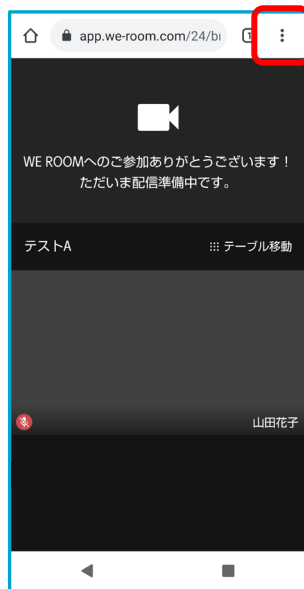 app.we-room.com/24/b
WE ROOMへのご参加ありがとうございます！
ただいま配信準備中です。
テストA
テーブル移動
山田花子